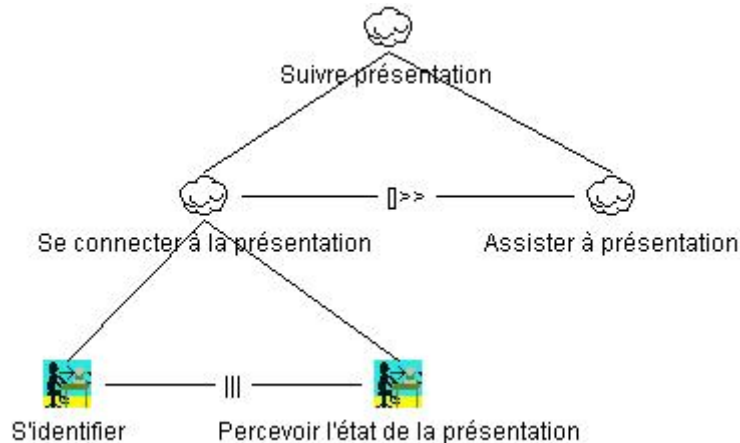 Suivre présentation
[]>>
Se connecter à la présentation
Assister à présentation
|||
S'identifier
Percevoir l'état de la présentation